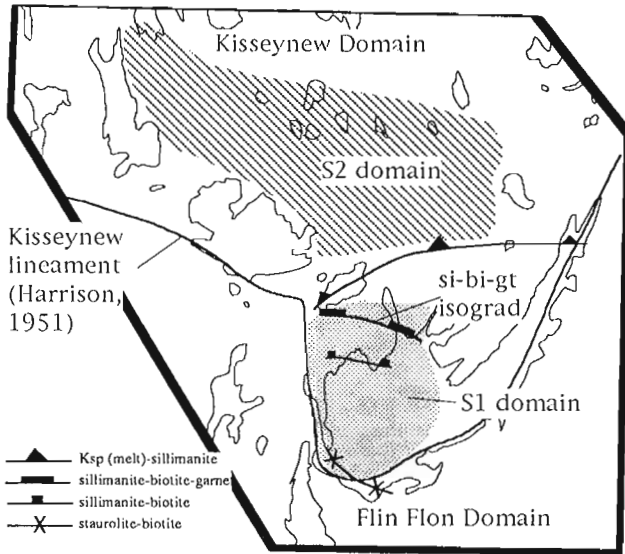 Kisseynew Domain
S2 domain
Kisseynew
lineament
(Harrison,
1951)
si-bi-gt
isograd
S1 domain
Ksp (melt)-sillimanite
sillimanite-biotite-garne
sillimanite-biotite
staurolite-biotite
Flin Flon Domain